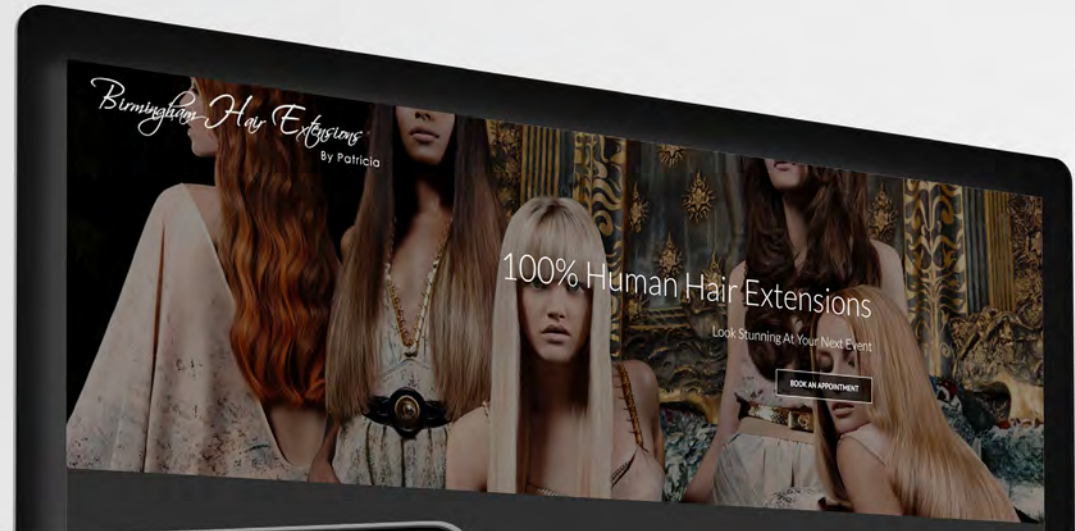 Birmingham Hair Extensions
By Patricia
100% Human Hair Extensions
Look Stunning At Your Next Event
BOOK AN APPOINTMENT